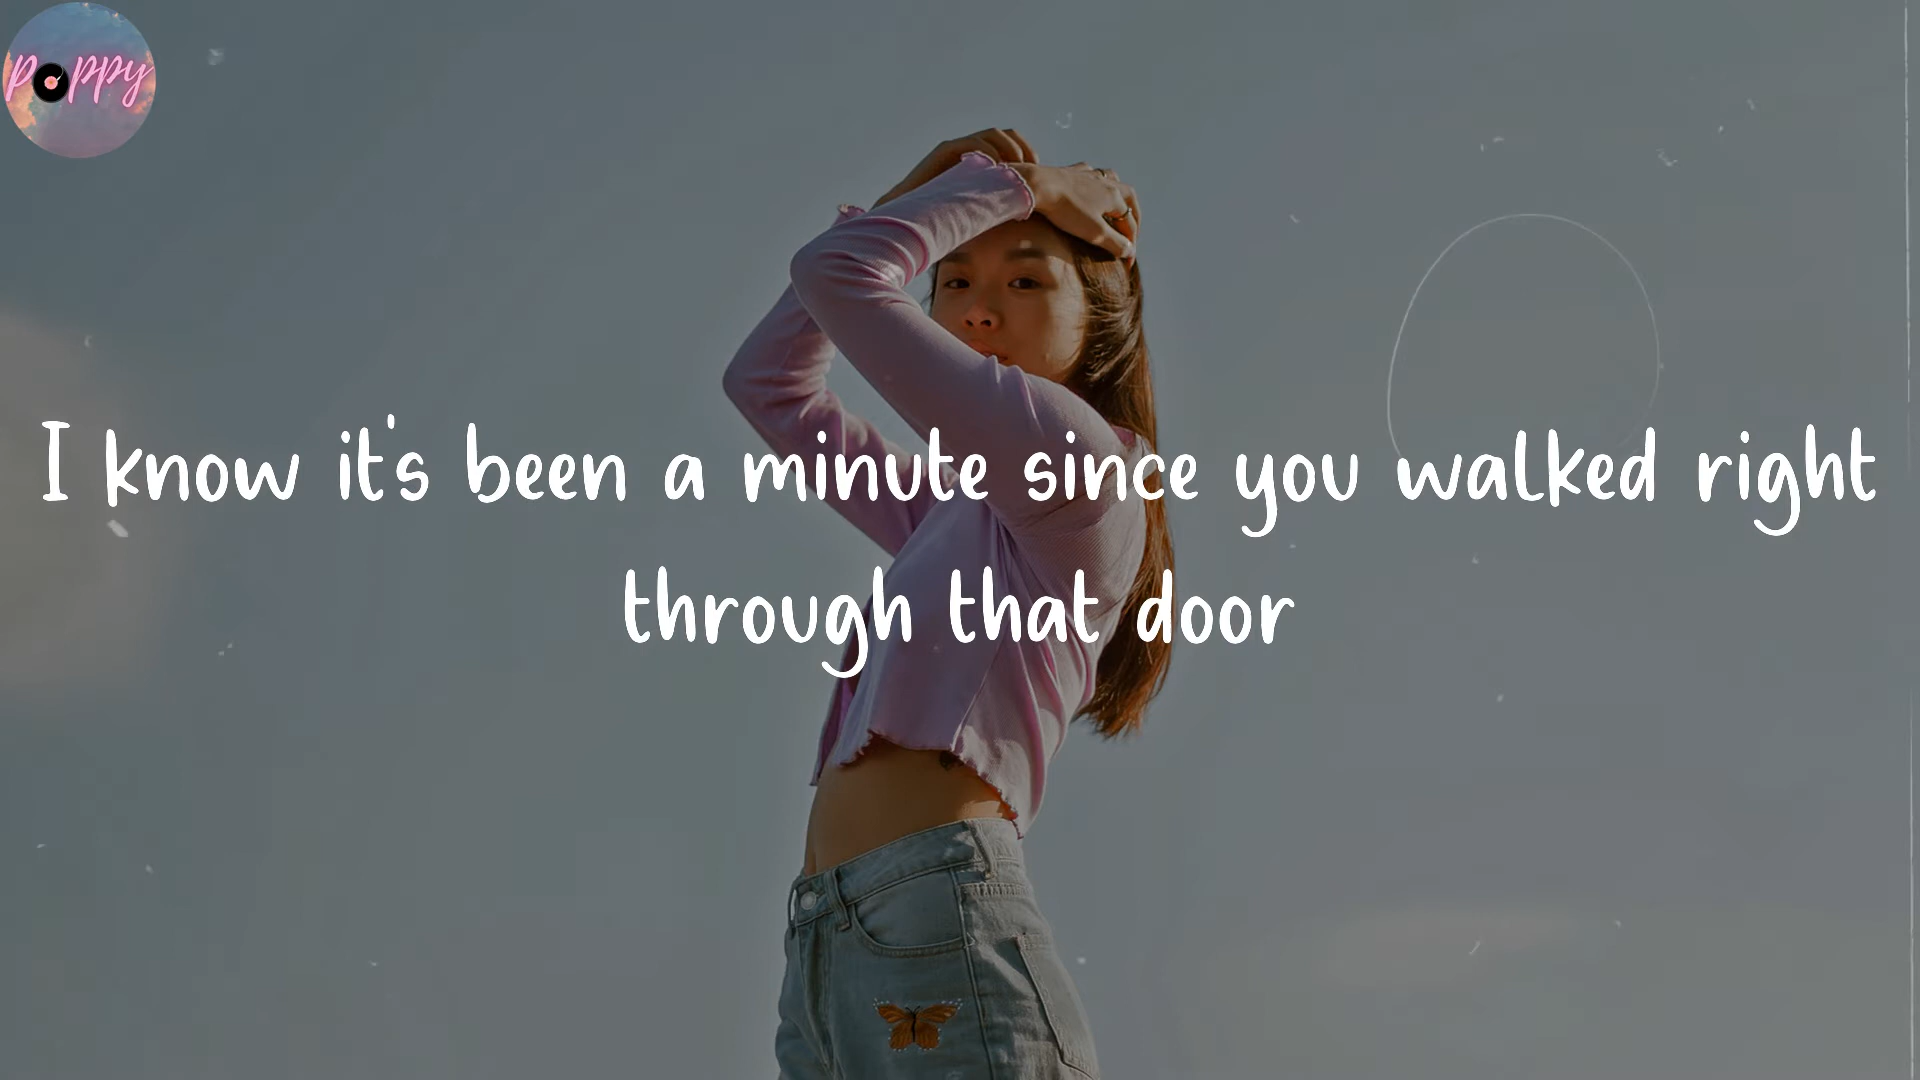 Poppy
I know it's been a minute since you walked right
through that door